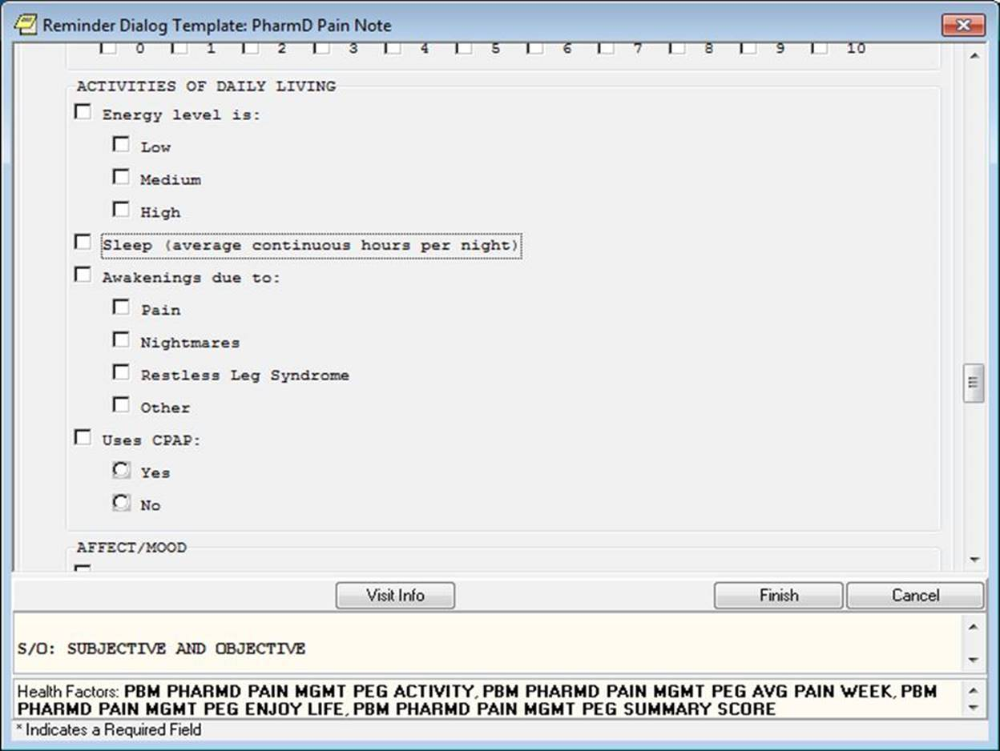 Reminder Dialog Template: PharmD Pain Note
0 1 2 3 4 5 6 7 8 9 10
ACTIVITIES OF DAILY LIVING
Energy level is:
Low
Medium
High
Sleep (average continuous hours per night)
Awakenings due to:
Pain
Nightmares
Restless Leg Syndrome
Other
Uses CPAP:
Yes
No
AFFECT/MOOD
Visit Info Finish Cancel
S/O: SUBJECTIVE AND OBJECTIVE
Health Factors: PBM PHARMD PAIN MGMT PEG ACTIVITY, PBM PHARMD PAIN MGMT PEG AVG PAIN WEEK, PBM
PHARMD PAIN MGMT PEG ENJOY LIFE, PBM PHARMD PAIN MGMT PEG SUMMARY SCORE
* Indicates a Required Field